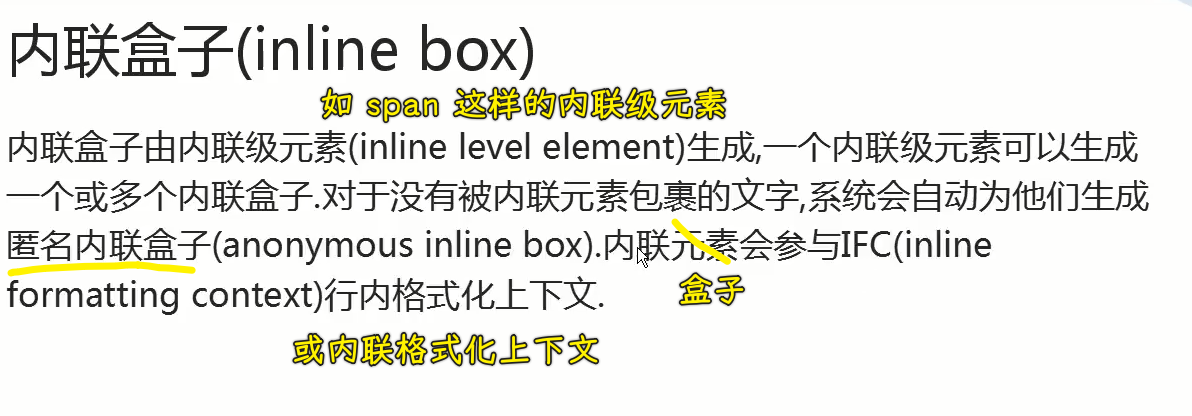 内联盒子(inline box)
如 span 这样的内联级元素
内联盒子由内联级元素(inline level element)生成,一个内联级元素可以生成
一个或多个内联盒子.对于没有被内联元素包裹的文字,系统会自动为他们生成
匿名内联盒子(anonymous inline box).内联元素会参与IFC(inline
盒子
formatting context)行内格式化上下文.
或内联格式化上下文